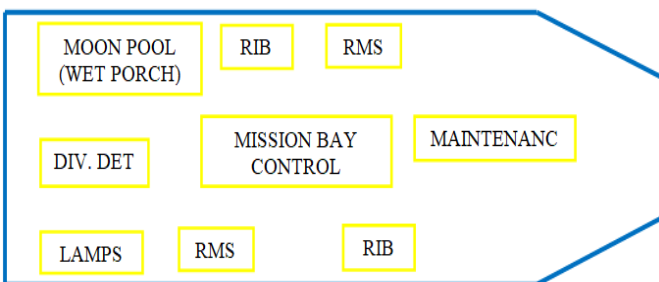 MOON POOL
(WET PORCH)
RIB
RMS
DIV. DET
MISSION BAY
CONTROL
MAINTENANC
LAMPS
RMS
RIB